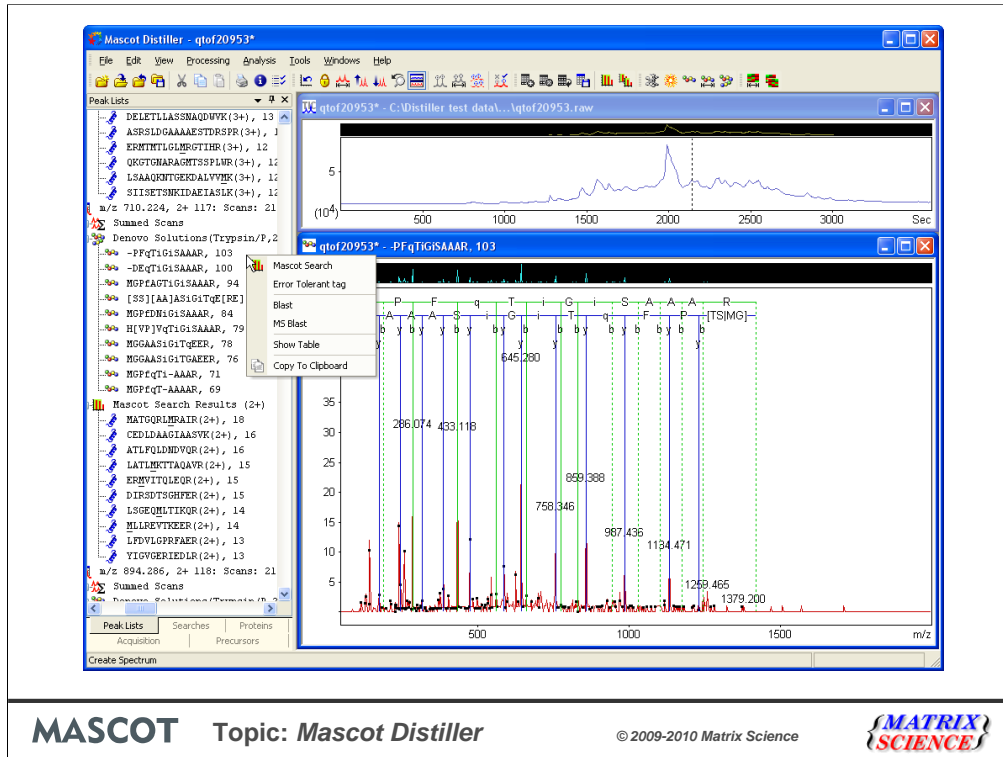 Mascot Distiller - qtof20953*
File Edit View Processing Analysis Tools Windows Help
Peak Lists
DELETLLASSNAQDWVK(3+), 13
ASRSLDGAAAAESTDRSPR(3+), 1
ERMTMTLGLMRGTIHR(3+), 12
QKGTGNARAGMTSSPLWR(3+), 12
LSAAQKNTGEKDALVVMK(3+), 12
SIISETSNKIDAEIASLK(3+), 12
m/z 710.224, 2+ 117: Scans: 21
Summed Scans
Denovo Solutions(Trypsin/P,2
-PFqTiGiSAAAR, 103
-DEqTiGiSAAAR, 100
MGPfAGTiGiSAAAR, 94
[SS][AA]ASiGiTqE[RE]
MGPfDNiGiSAAAR, 84
H[VP]VqTiGiSAAAR, 79
MGGAASiGiTqEER, 78
MGGAASiGiTGAEER, 76
MGPfqTi-AAAR, 71
MGPfqT-AAAAR, 69
Mascot Search Results (2+)
MATGQRLMRAIR(2+), 18
CEDLDAAGIAASVK(2+), 16
ATLFQLDNDVQR(2+), 16
LATLMKTTAQAVR(2+), 15
ERMVITTQLEQR(2+), 15
DIRSDTSGHFER(2+), 15
LSGEQMLTIKQR(2+), 14
MLLREVTKEER(2+), 14
LFDVLGPRFAER(2+), 13
YIGVGERIEDLR(2+), 13
m/z 894.286, 2+ 118: Scans: 21
Summed Scans
Denovo Solutions(Trypsin/P,2
Peak Lists Searches Proteins
Acquisition Precursors
Create Spectrum
Mascot Search
Error Tolerant tag
Blast
MS Blast
Show Table
Copy To Clipboard
qtof20953* - C:\Distiller test data\...\qtof20953.raw
5
(10⁴)
500 1000 1500 2000 2500 3000 Sec
qtof20953* - -PFqTiGiSAAAR, 103
P F q T i G i S A A A R
A A A S i G i T q F P [TS|MG]
645.280
286.074 433.118
859.388
758.346
987.436
1134.471
1259.465
1379.200
35
30
25
20
15
10
5
500 1000 1500 m/z
MASCOT Topic: Mascot Distiller © 2009-2010 Matrix Science {MATRIX SCIENCE}